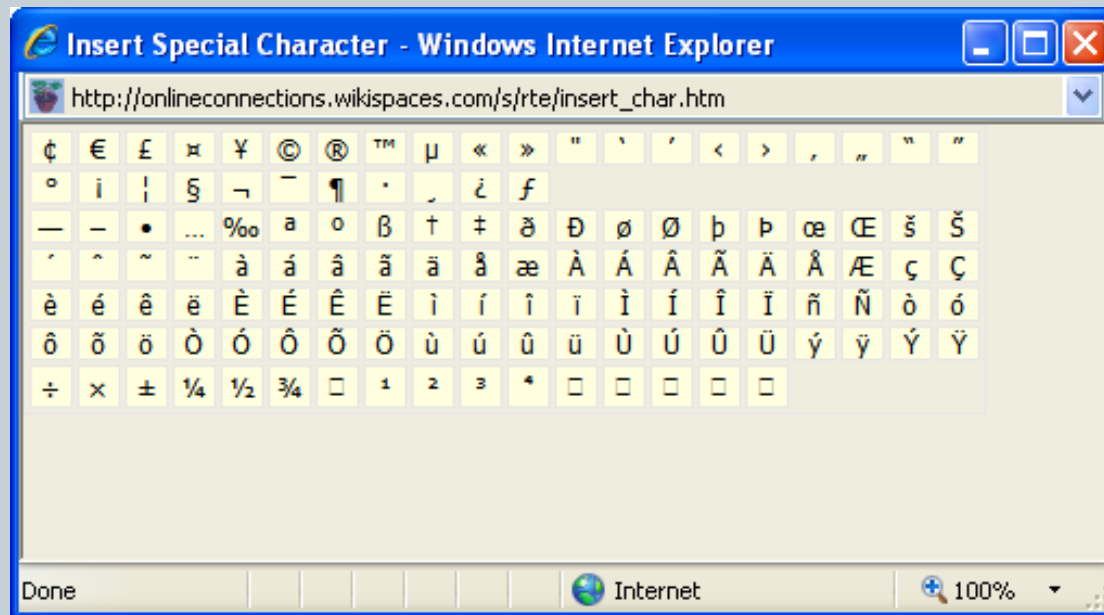 Insert Special Character - Windows Internet Explorer
http://onlineconnections.wikispaces.com/s/rte/insert_char.htm
¢ € £ ¤ ¥ © ® ™ µ « » " ‵ ′ ‹ › ‚ „ ‶ ″
° ¡ ¦ § ¬ ¯ ¶ · ¸ ¿ ƒ
— – • … ‰ ª º ß † ‡ ð Ð ø Ø þ Þ œ Œ š Š
´ ˆ ˜ ¨ à á â ã ä å æ À Á Â Ã Ä Å Æ ç Ç
è é ê ë È É Ê Ë ì í î ï Ì Í Î Ï ñ Ñ ò ó
ô õ ö Ò Ó Ô Õ Ö ù ú û ü Ù Ú Û Ü ý ÿ Ý Ÿ
÷ × ± ¼ ½ ¾ □ ¹ ² ³ ⁴ □ □ □ □ □
Done Internet 100%